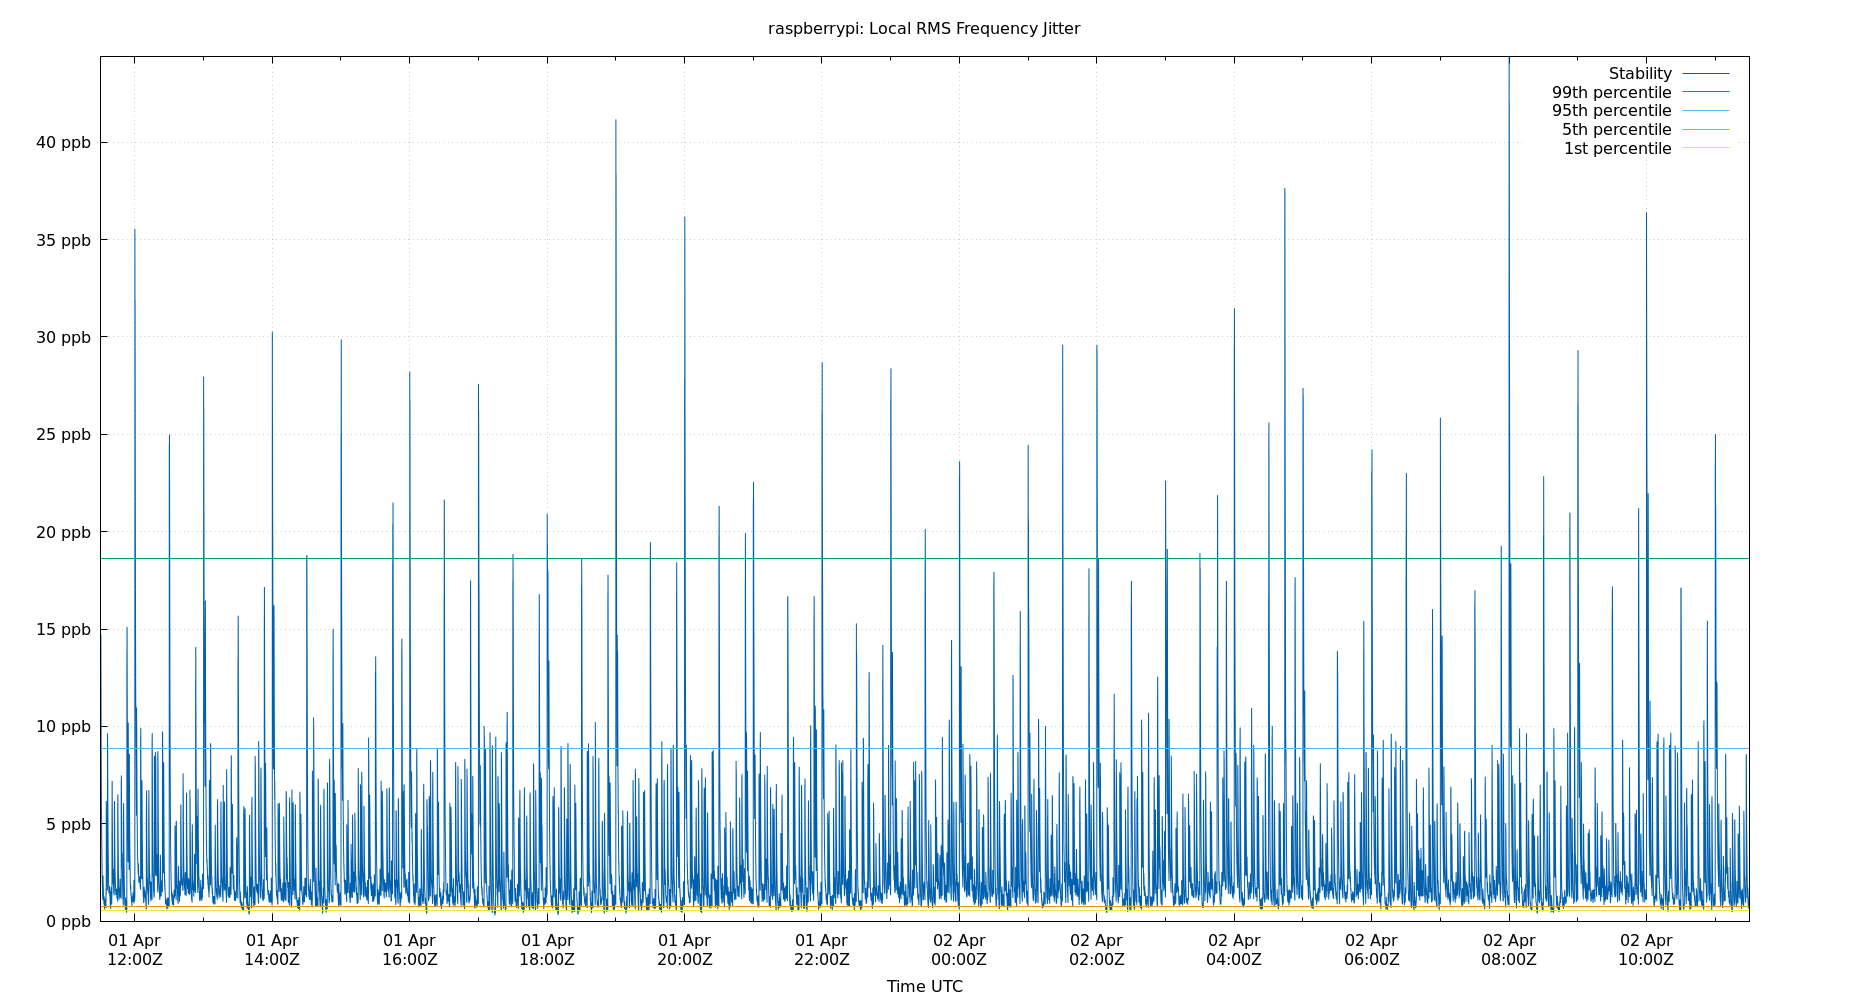 raspberrypi: Local RMS Frequency Jitter
Stability
99th percentile
95th percentile
5th percentile
1st percentile
40 ppb
35 ppb
30 ppb
25 ppb
20 ppb
15 ppb
10 ppb
5 ppb
0 ppb
01 Apr 01 Apr 01 Apr 01 Apr 01 Apr 01 Apr 02 Apr 02 Apr 02 Apr 02 Apr 02 Apr 02 Apr
12:00Z 14:00Z 16:00Z 18:00Z 20:00Z 22:00Z 00:00Z 02:00Z 04:00Z 06:00Z 08:00Z 10:00Z
Time UTC